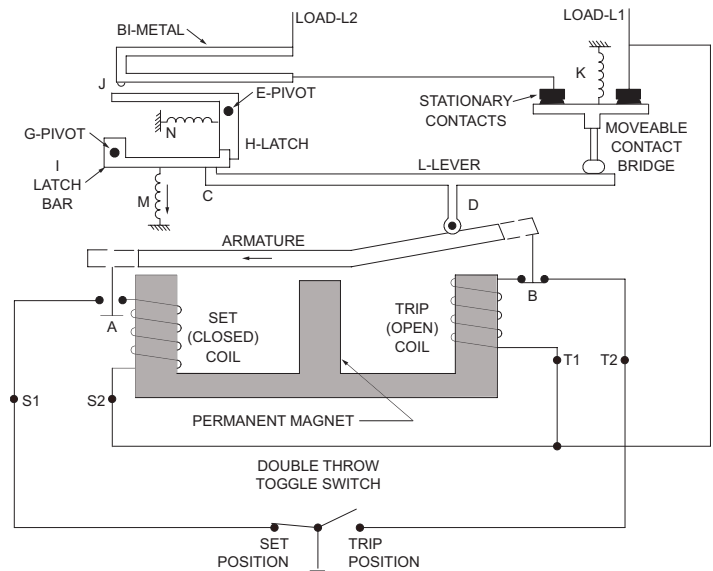 LOAD-L2
LOAD-L1
BI-METAL
K
J
E-PIVOT
STATIONARY
CONTACTS
N
G-PIVOT
H-LATCH
MOVEABLE
CONTACT
BRIDGE
I
LATCH
BAR
L-LEVER
M
C
D
ARMATURE
A
SET
(CLOSED)
COIL
TRIP
(OPEN)
COIL
B
T1
T2
S1
S2
PERMANENT MAGNET
DOUBLE THROW
TOGGLE SWITCH
SET
POSITION
TRIP
POSITION